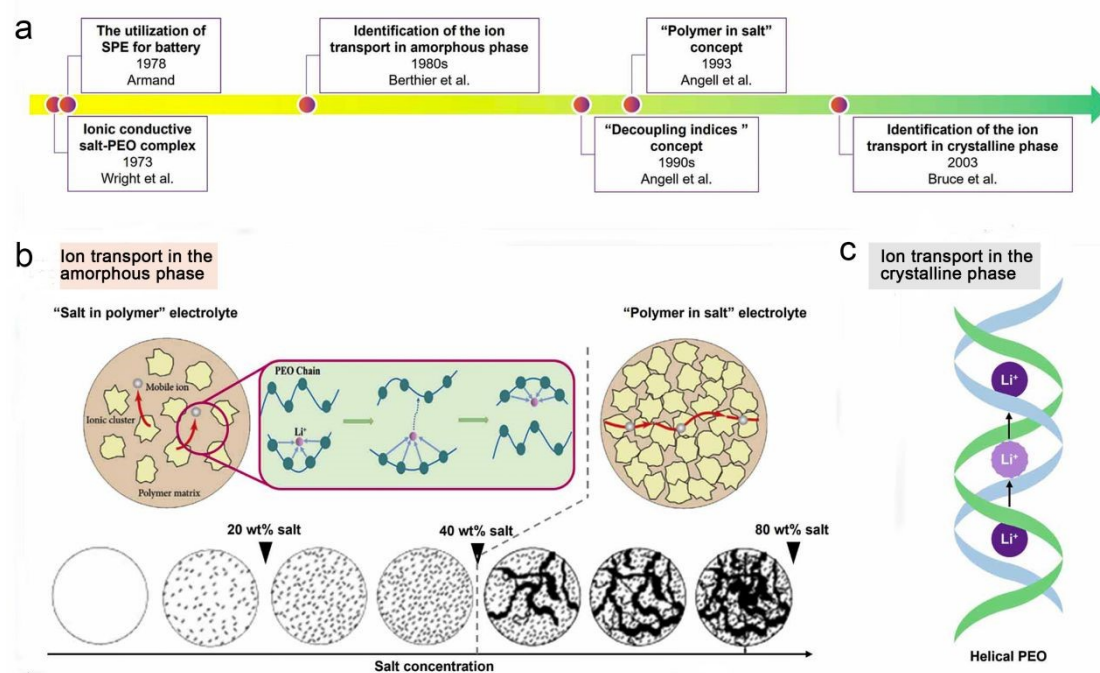 a
The utilization of
SPE for battery
1978
Armand
Identification of the ion
transport in amorphous phase
1980s
Berthier et al.
“Polymer in salt”
concept
1993
Angell et al.
Ionic conductive
salt-PEO complex
1973
Wright et al.
“Decoupling indices ”
concept
1990s
Angell et al.
Identification of the ion
transport in crystalline phase
2003
Bruce et al.
b
Ion transport in the
amorphous phase
“Salt in polymer” electrolyte
Mobile ion
Ionic cluster
Polymer matrix
PEO Chain
Li⁺
“Polymer in salt” electrolyte
20 wt% salt
40 wt% salt
80 wt% salt
Salt concentration
c
Ion transport in the
crystalline phase
Li⁺
Li⁺
Li⁺
Helical PEO